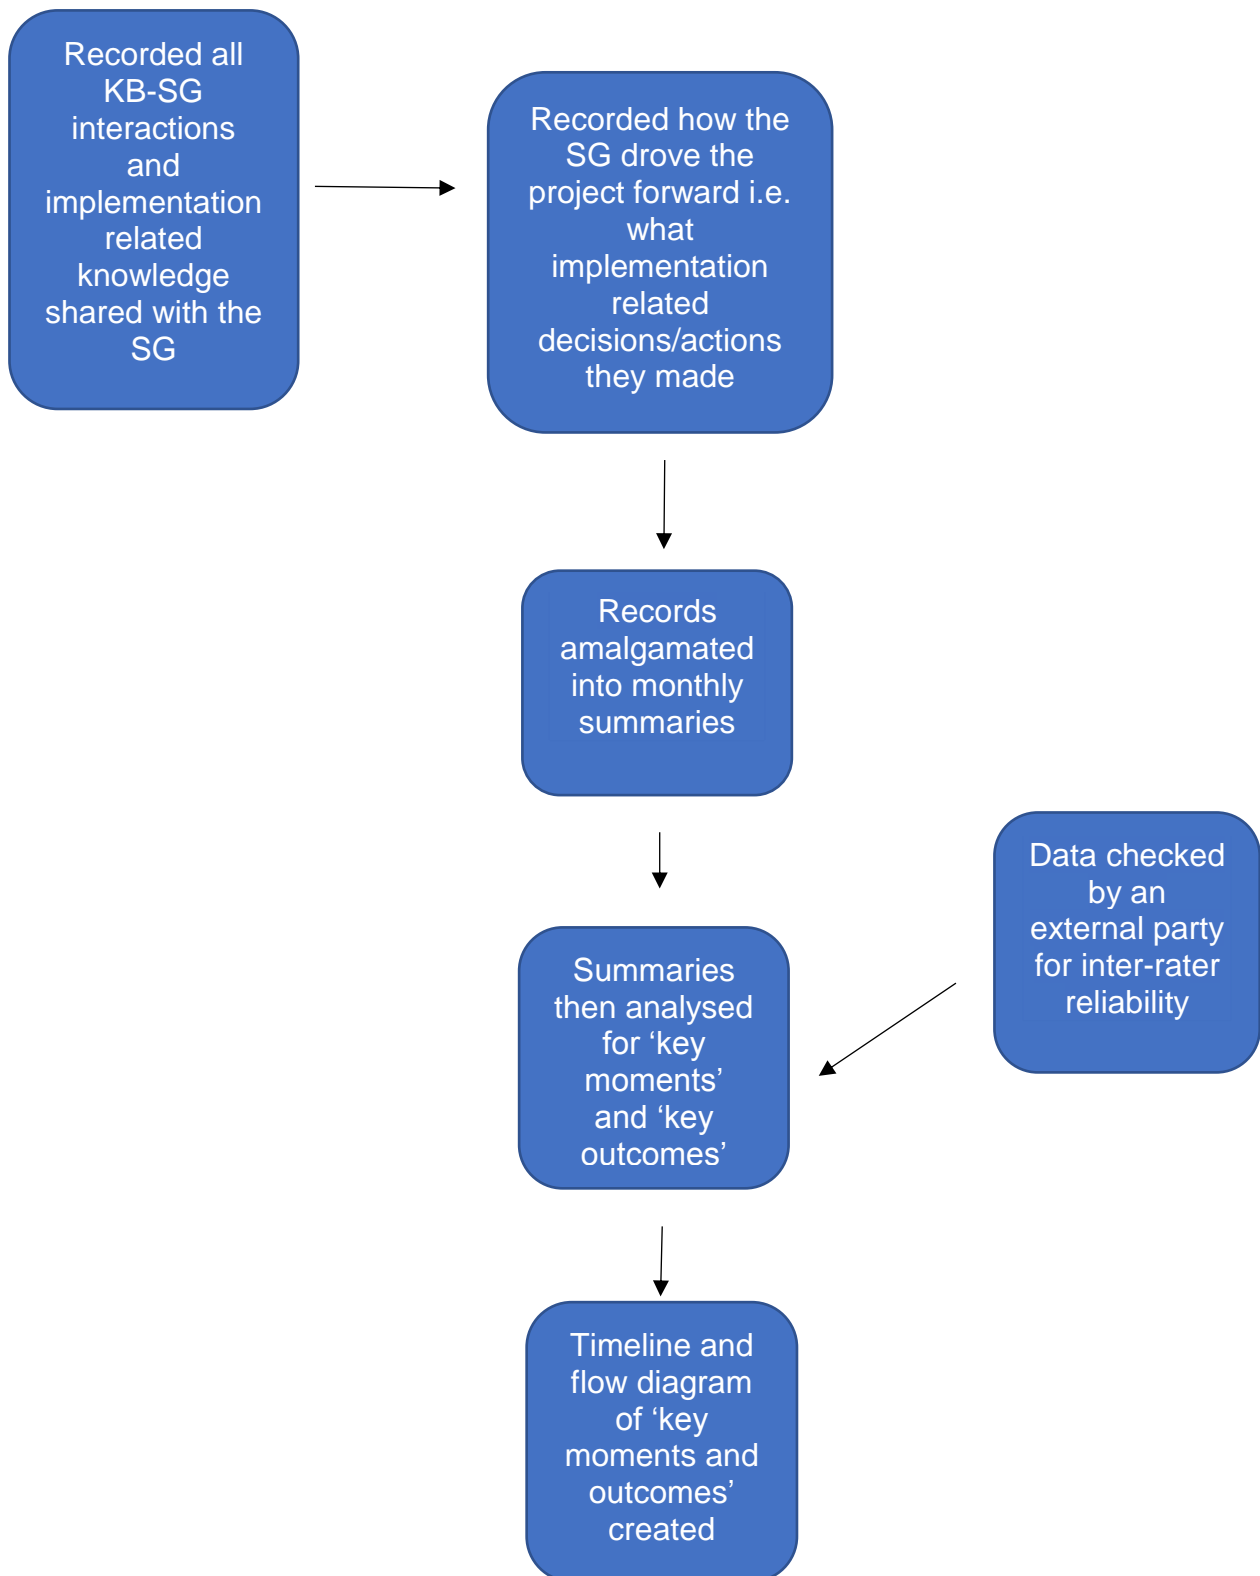 Recorded all
KB-SG
interactions
and
implementation
related
knowledge
shared with the
SG
Recorded how the
SG drove the
project forward i.e.
what
implementation
related
decisions/actions
they made
Records
amalgamated
into monthly
summaries
Data checked
by an
external party
for inter-rater
reliability
Summaries
then analysed
for ‘key
moments’
and ‘key
outcomes’
Timeline and
flow diagram
of ‘key
moments and
outcomes’
created